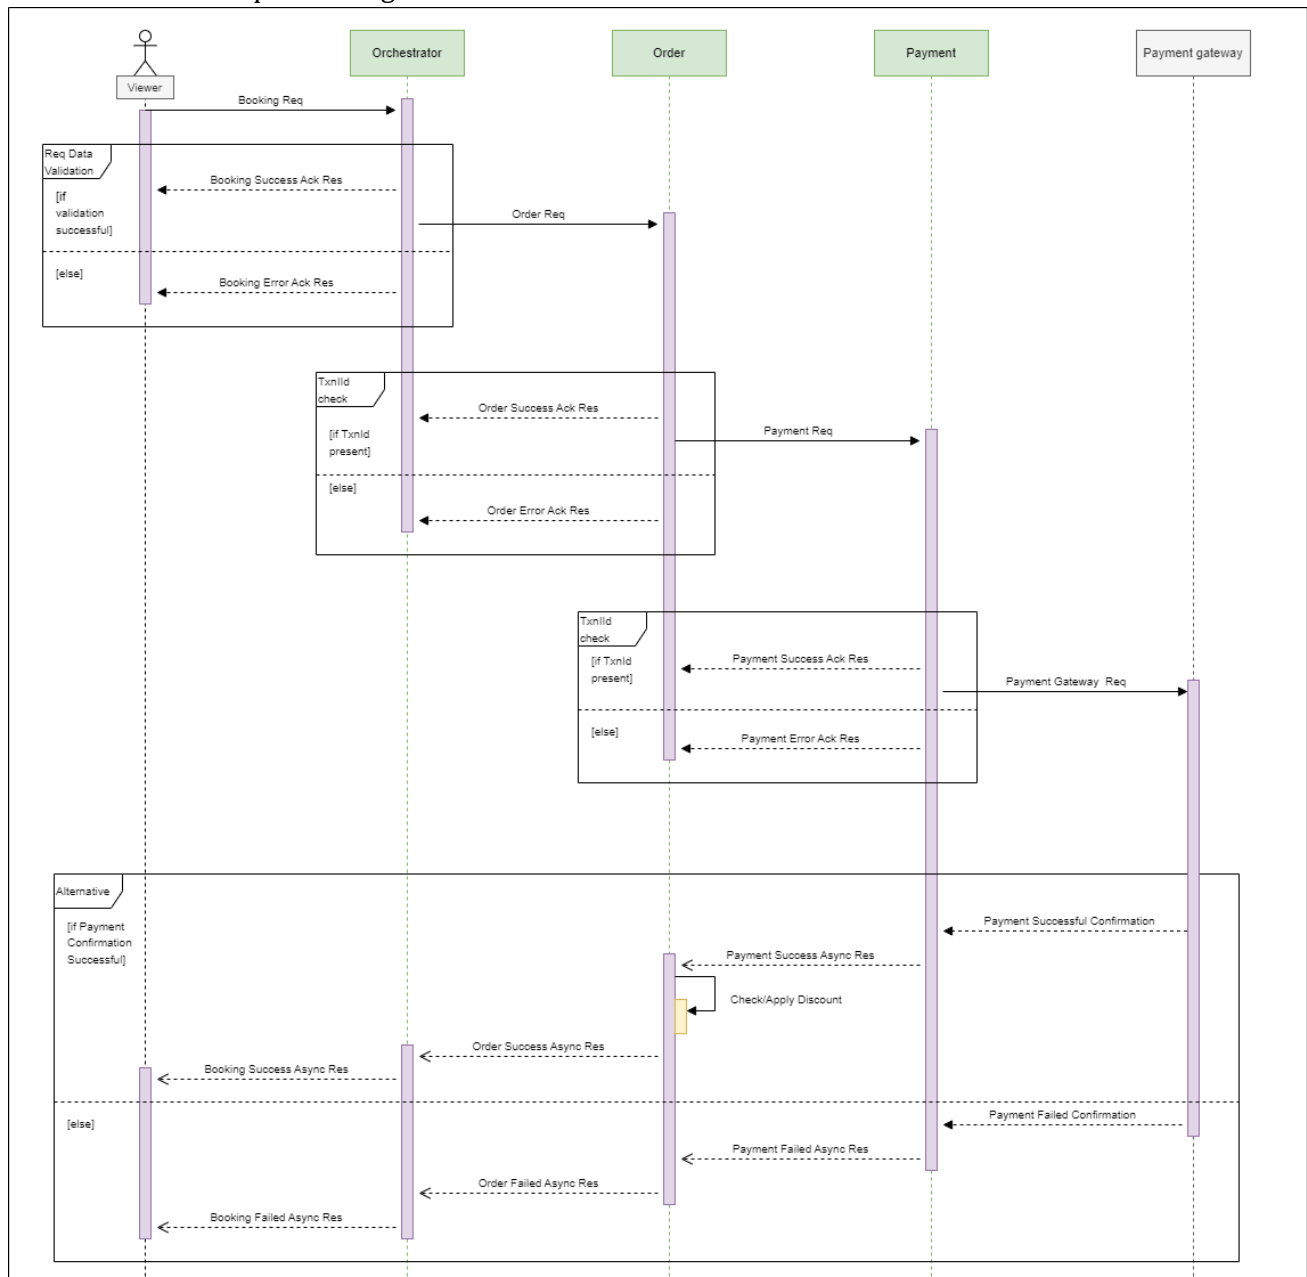 Viewer
Orchestrator
Order
Payment
Payment gateway
Booking Req
Req Data
Validation
Booking Success Ack Res
[if
validation
successful]
Order Req
[else]
Booking Error Ack Res
TxnIId
check
Order Success Ack Res
[if TxnId
present]
Payment Req
[else]
Order Error Ack Res
TxnIId
check
[if TxnId
present]
Payment Success Ack Res
Payment Gateway Req
[else]
Payment Error Ack Res
Alternative
[if Payment
Confirmation
Successful]
Payment Successful Confirmation
Payment Success Async Res
Check/Apply Discount
Order Success Async Res
Booking Success Async Res
[else]
Payment Failed Confirmation
Payment Failed Async Res
Order Failed Async Res
Booking Failed Async Res